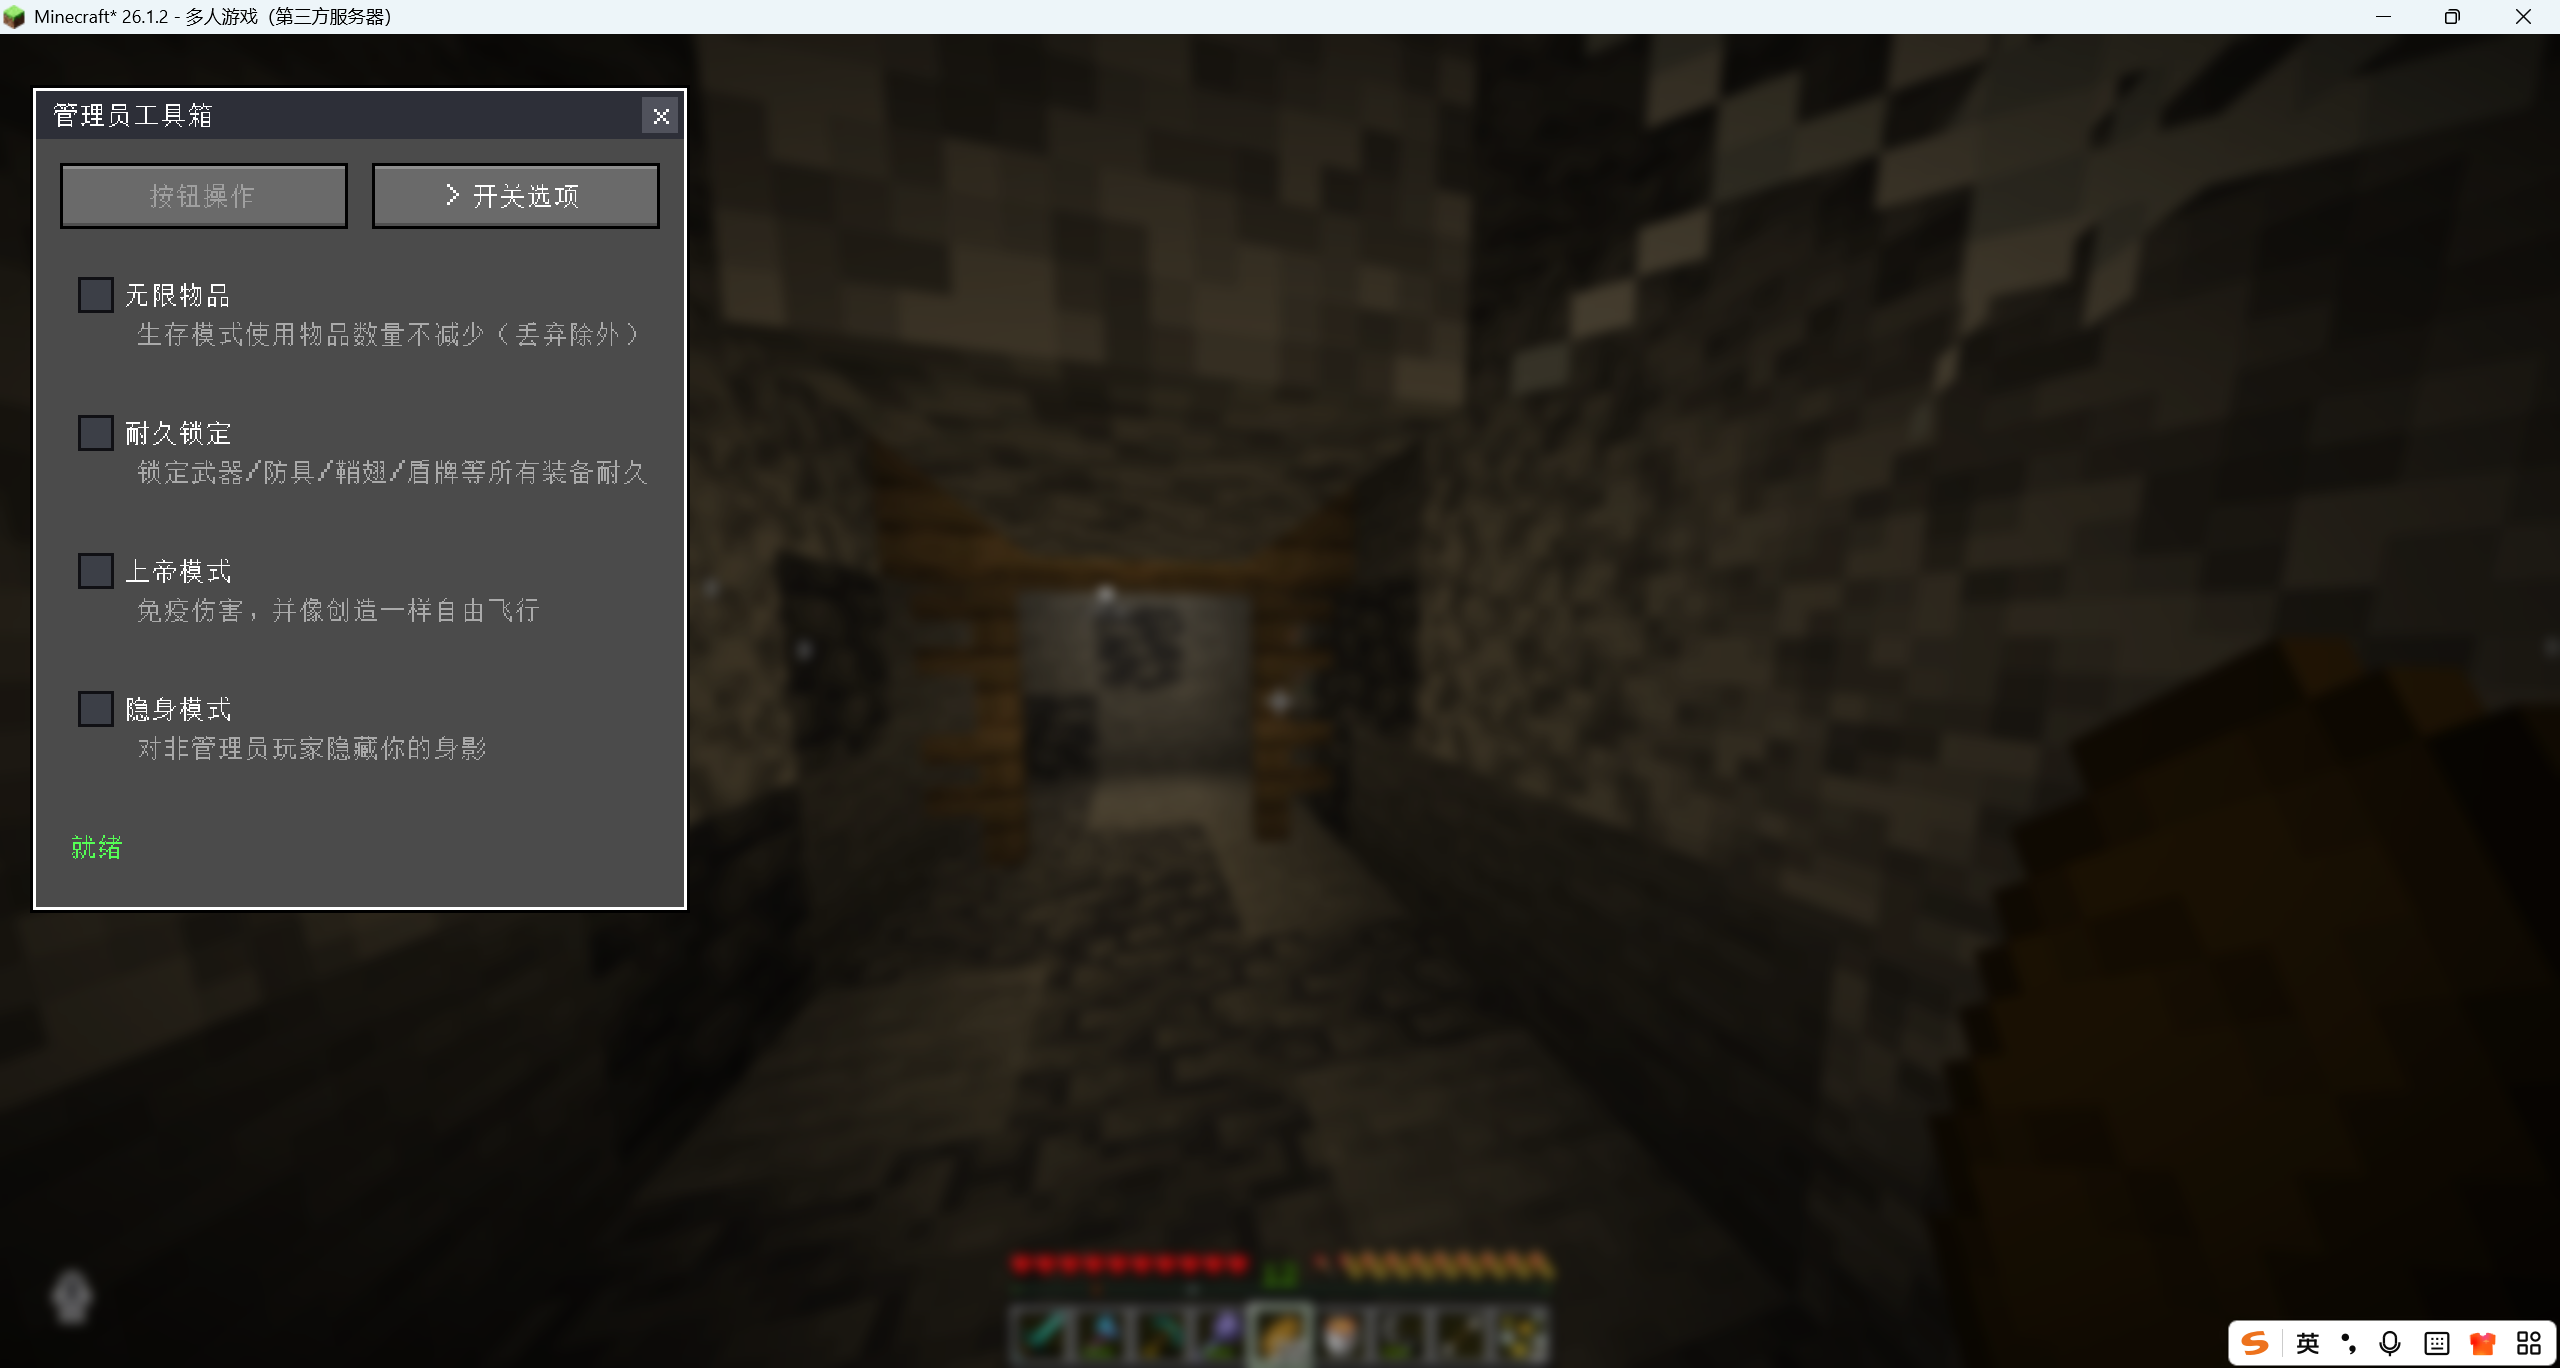 Minecraft* 26.1.2 - 多人游戏（第三方服务器）
管理员工具箱
按钮操作
> 开关选项
无限物品
生存模式使用物品数量不减少（丢弃除外）
耐久锁定
锁定武器/防具/鞘翅/盾牌等所有装备耐久
上帝模式
免疫伤害，并像创造一样自由飞行
隐身模式
对非管理员玩家隐藏你的身影
就绪
英